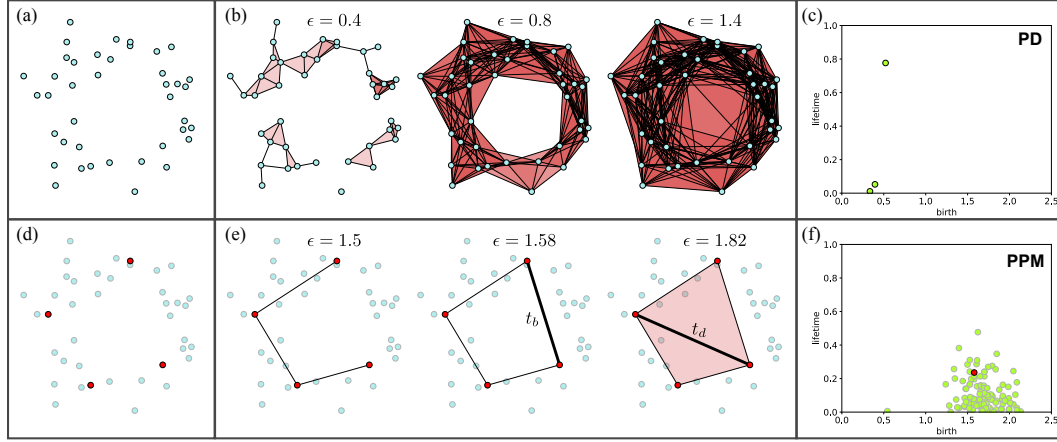 (a)
(b)
ϵ = 0.4
ϵ = 0.8
ϵ = 1.4
(c)
PD
1.0
0.8
0.6
0.4
0.2
0.0
lifetime
0.0 0.5 1.0 1.5 2.0 2.5
birth
(d)
(e)
ϵ = 1.5
ϵ = 1.58
t_b
ϵ = 1.82
t_d
(f)
PPM
1.0
0.8
0.6
0.4
0.2
0.0
lifetime
0.0 0.5 1.0 1.5 2.0 2.5
birth